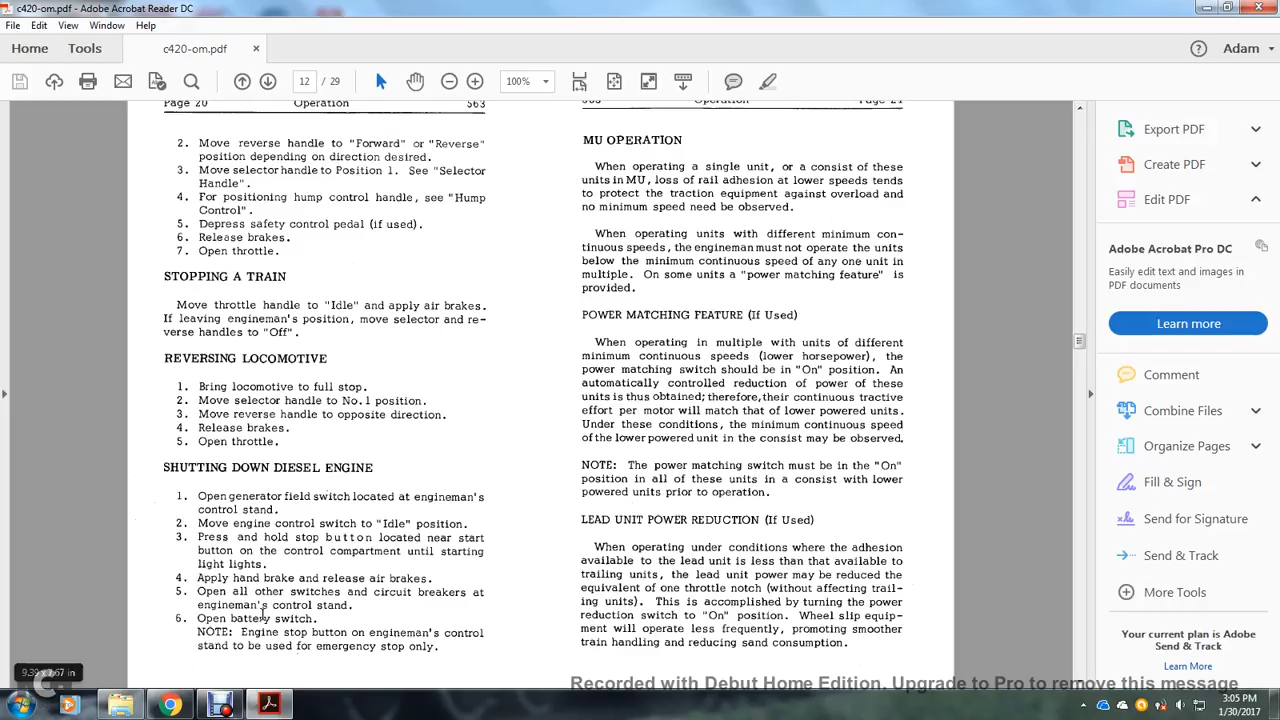 c420-om.pdf - Adobe Acrobat Reader DC
File Edit View Window Help
Home Tools c420-om.pdf × Adam
12 / 29 100%
Page 20 Operation 563
2. Move reverse handle to "Forward" or "Reverse"
position depending on direction desired.
3. Move selector handle to Position 1. See "Selector
Handle".
4. For positioning hump control handle, see "Hump
Control".
5. Depress safety control pedal (if used).
6. Release brakes.
7. Open throttle.
STOPPING A TRAIN
Move throttle handle to "Idle" and apply air brakes.
If leaving engineman's position, move selector and re-
verse handles to "Off".
REVERSING LOCOMOTIVE
1. Bring locomotive to full stop.
2. Move selector handle to No.1 position.
3. Move reverse handle to opposite direction.
4. Release brakes.
5. Open throttle.
SHUTTING DOWN DIESEL ENGINE
1. Open generator field switch located at engineman's
control stand.
2. Move engine control switch to "Idle" position.
3. Press and hold stop button located near start
button on the control compartment until starting
light lights.
4. Apply hand brake and release air brakes.
5. Open all other switches and circuit breakers at
engineman's control stand.
6. Open battery switch.
NOTE: Engine stop button on engineman's control
stand to be used for emergency stop only.
Operation Page 21
MU OPERATION
When operating a single unit, or a consist of these
units in MU, loss of rail adhesion at lower speeds tends
to protect the traction equipment against overload and
no minimum speed need be observed.
When operating units with different minimum con-
tinuous speeds, the engineman must not operate the units
below the minimum continuous speed of any one unit in
multiple. On some units a "power matching feature" is
provided.
POWER MATCHING FEATURE (If Used)
When operating in multiple with units of different
minimum continuous speeds (lower horsepower), the
power matching switch should be in "On" position. An
automatically controlled reduction of power of these
units is thus obtained; therefore, their continuous tractive
effort per motor will match that of lower powered units.
Under these conditions, the minimum continuous speed
of the lower powered unit in the consist may be observed.
NOTE: The power matching switch must be in the "On"
position in all of these units in a consist with lower
powered units prior to operation.
LEAD UNIT POWER REDUCTION (If Used)
When operating under conditions where the adhesion
available to the lead unit is less than that available to
trailing units, the lead unit power may be reduced the
equivalent of one throttle notch (without affecting trail-
ing units). This is accomplished by turning the power
reduction switch to "On" position. Wheel slip equip-
ment will operate less frequently, promoting smoother
train handling and reducing sand consumption.
Export PDF
Create PDF
Edit PDF
Adobe Acrobat Pro DC
Easily edit text and images in
PDF documents
Learn more
Comment
Combine Files
Organize Pages
Fill & Sign
Send for Signature
Send & Track
More Tools
Your current plan is Adobe
Send & Track
Learn More
9.39 x 7.67 in
Recorded with Debut Home Edition. Upgrade to Pro to remove this message
3:05 PM
1/30/2017